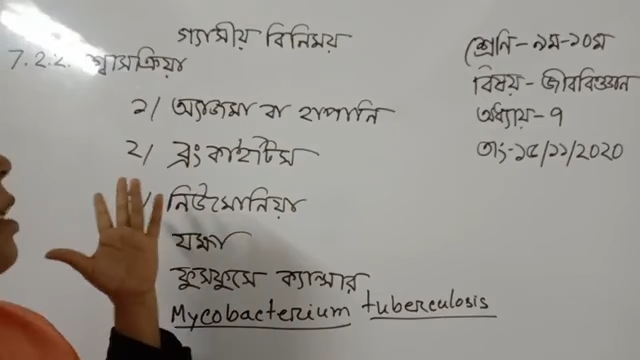 গ্যাসীয় বিনিময়
7.2.2. শ্বাসক্রিয়া
শ্রেণি-৯ম-১০ম
বিষয়-জীববিজ্ঞান
অধ্যায়-৭
তাং-১৫/১১/২০২০
১/ অ্যাজমা বা হাপানি
২/ ব্রংকাইটিস
/ নিউমোনিয়া
যক্ষা
ফুসফুসে ক্যান্সার
Mycobacterium tuberculosis